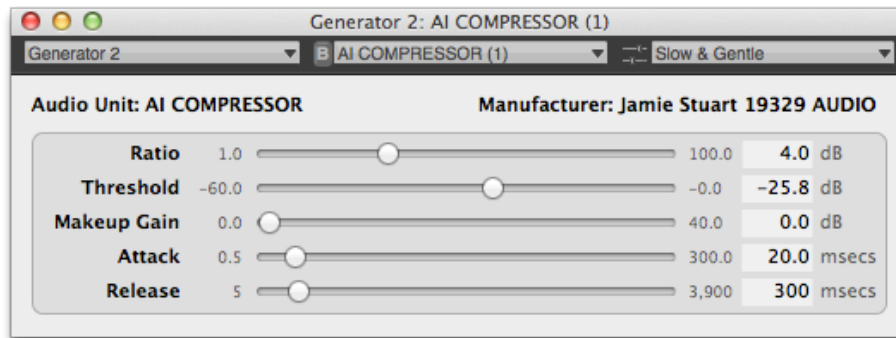 Generator 2: AI COMPRESSOR (1)
Generator 2 B AI COMPRESSOR (1) Slow & Gentle
Audio Unit: AI COMPRESSOR Manufacturer: Jamie Stuart 19329 AUDIO
Ratio 1.0 100.0 4.0 dB
Threshold -60.0 -0.0 -25.8 dB
Makeup Gain 0.0 40.0 0.0 dB
Attack 0.5 300.0 20.0 msecs
Release 5 3,900 300 msecs